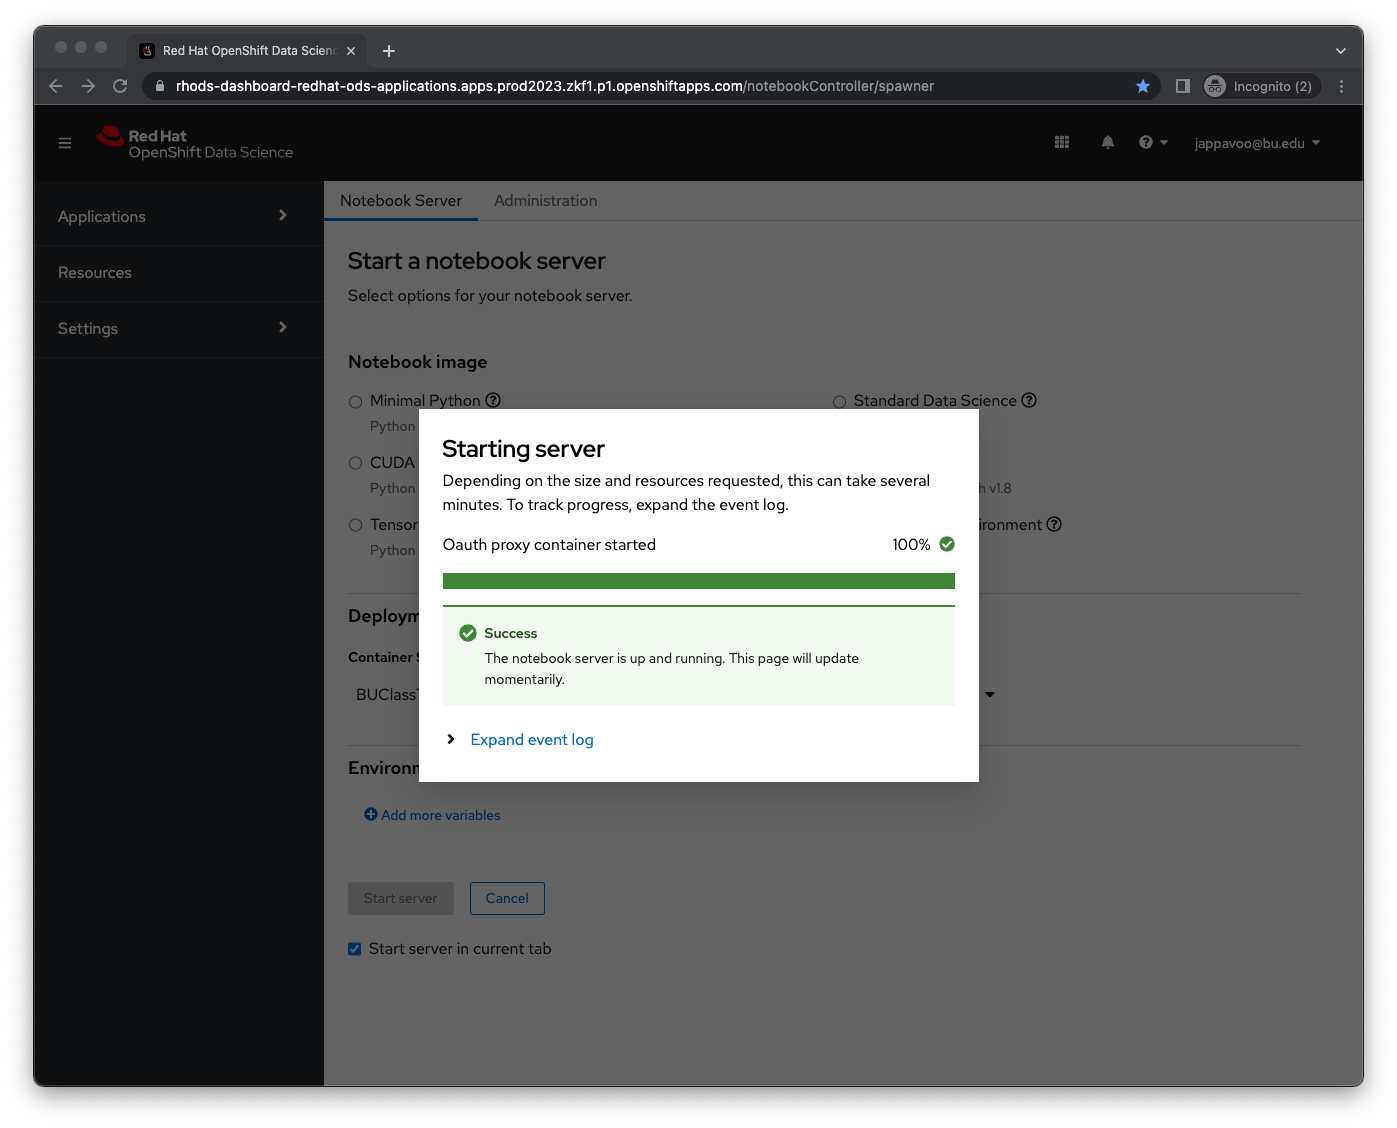 Red Hat OpenShift Data Scienc
rhods-dashboard-redhat-ods-applications.apps.prod2023.zkf1.p1.openshiftapps.com/notebookController/spawner
Incognito (2)
Red Hat
OpenShift Data Science
jappavoo@bu.edu
Applications
Resources
Settings
Notebook Server
Administration
Start a notebook server
Select options for your notebook server.
Notebook image
Minimal Python
Standard Data Science
Python
CUDA
Python
h v1.8
Tensor
ironment
Python
Starting server
Depending on the size and resources requested, this can take several
minutes. To track progress, expand the event log.
Oauth proxy container started
100%
Success
The notebook server is up and running. This page will update
momentarily.
Expand event log
Deploym
Container S
BUClassT
Environm
Add more variables
Start server
Cancel
Start server in current tab